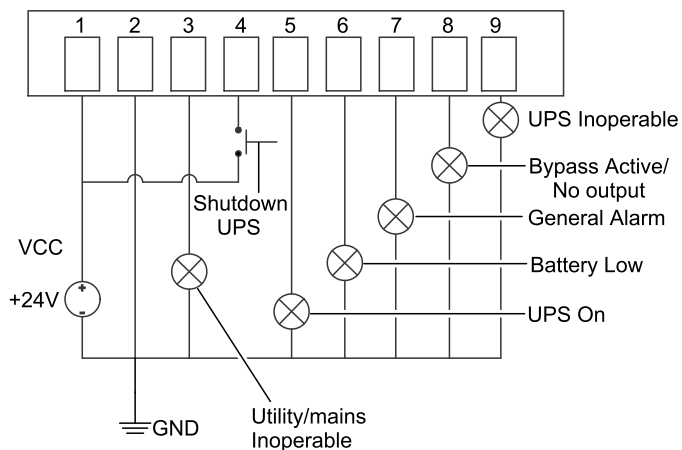 1 2 3 4 5 6 7 8 9
UPS Inoperable
Bypass Active/
No output
Shutdown
UPS
General Alarm
VCC
Battery Low
+
+24V
-
UPS On
Utility/mains
Inoperable
GND